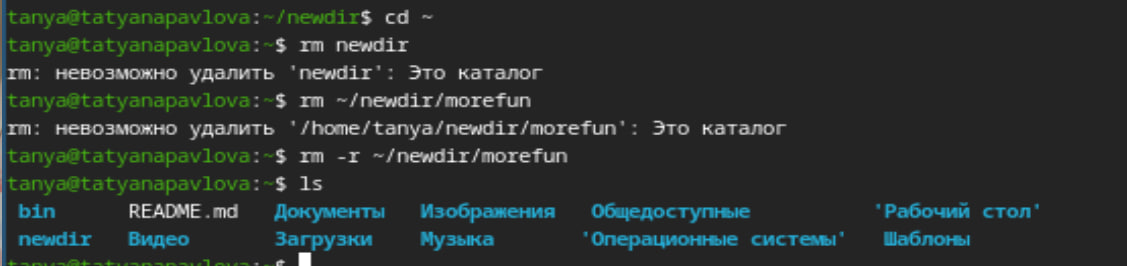 tanya@tatyanapavlova:~/newdir$ cd ~
tanya@tatyanapavlova:~$ rm newdir
rm: невозможно удалить 'newdir': Это каталог
tanya@tatyanapavlova:~$ rm ~/newdir/morefun
rm: невозможно удалить '/home/tanya/newdir/morefun': Это каталог
tanya@tatyanapavlova:~$ rm -r ~/newdir/morefun
tanya@tatyanapavlova:~$ ls
bin README.md Документы Изображения Общедоступные 'Рабочий стол'
newdir Видео Загрузки Музыка 'Операционные системы' Шаблоны
tanya@tatyanapavlova:~$